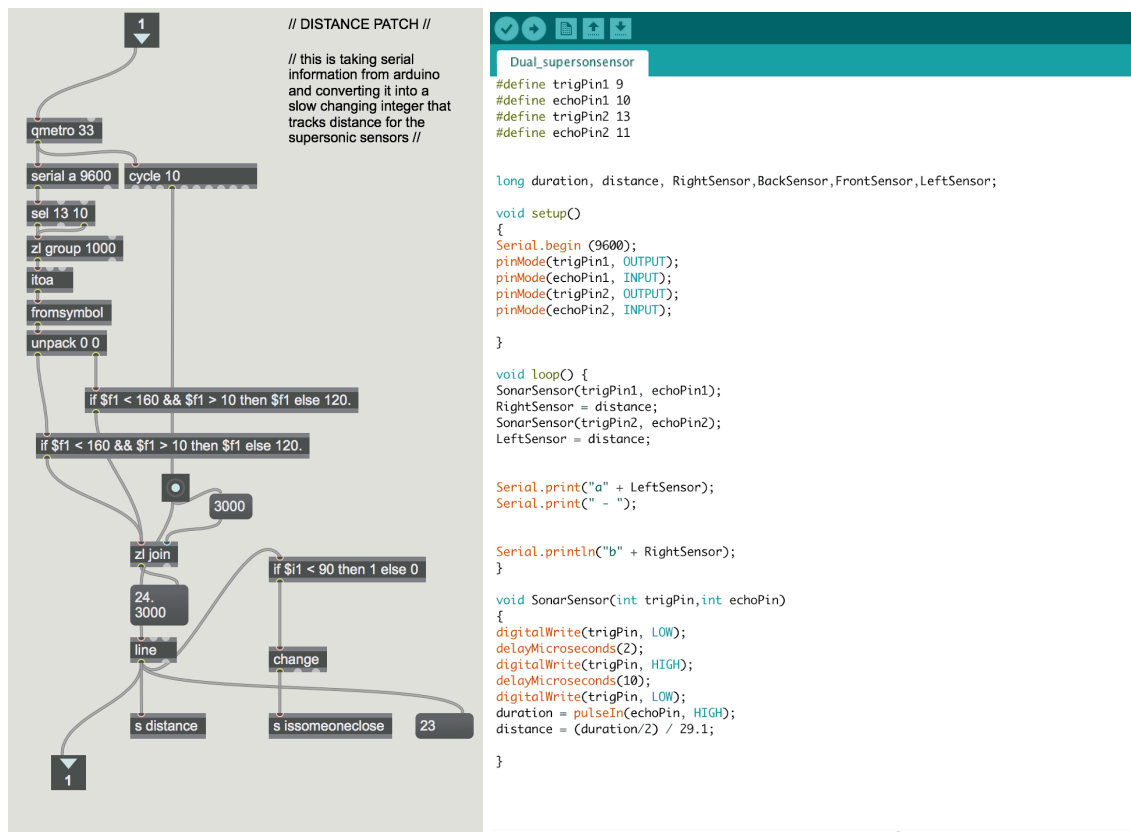 1
// DISTANCE PATCH //
// this is taking serial
information from arduino
and converting it into a
slow changing integer that
tracks distance for the
supersonic sensors //
qmetro 33
serial a 9600
cycle 10
sel 13 10
zl group 1000
itoa
fromsymbol
unpack 0 0
if $f1 < 160 && $f1 > 10 then $f1 else 120.
if $f1 < 160 && $f1 > 10 then $f1 else 120.
3000
zl join
if $i1 < 90 then 1 else 0
24.
3000
line
change
s distance
s issomeoneclose
23
1
Dual_supersonsensor
#define trigPin1 9
#define echoPin1 10
#define trigPin2 13
#define echoPin2 11
long duration, distance, RightSensor,BackSensor,FrontSensor,LeftSensor;
void setup()
{
Serial.begin (9600);
pinMode(trigPin1, OUTPUT);
pinMode(echoPin1, INPUT);
pinMode(trigPin2, OUTPUT);
pinMode(echoPin2, INPUT);
}
void loop() {
SonarSensor(trigPin1, echoPin1);
RightSensor = distance;
SonarSensor(trigPin2, echoPin2);
LeftSensor = distance;
Serial.print("a" + LeftSensor);
Serial.print(" - ");
Serial.println("b" + RightSensor);
}
void SonarSensor(int trigPin,int echoPin)
{
digitalWrite(trigPin, LOW);
delayMicroseconds(2);
digitalWrite(trigPin, HIGH);
delayMicroseconds(10);
digitalWrite(trigPin, LOW);
duration = pulseIn(echoPin, HIGH);
distance = (duration/2) / 29.1;
}